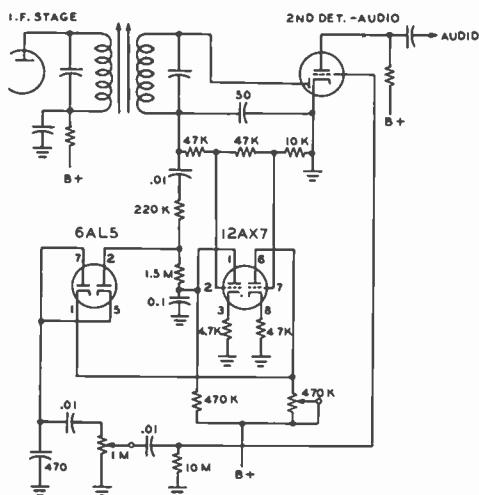 I.F. STAGE
2ND DET.-AUDIO
AUDIO
50
B+
B+
47K
47K
10K
.01
220K
6AL5
12AX7
7
2
1
6
1.5M
2
7
1
5
0.1
3
8
4.7K
4.7K
470K
470K
.01
.01
1M
470
10M
B+